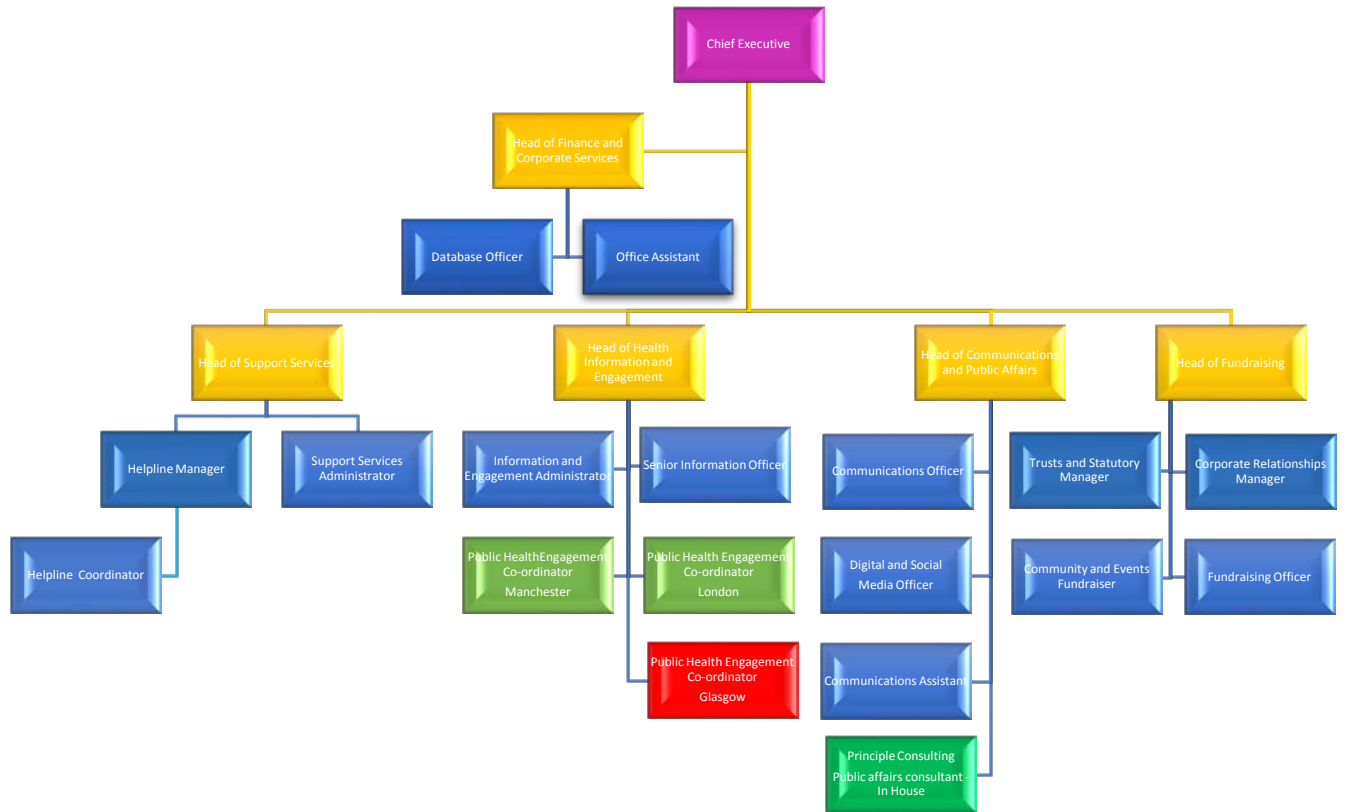 Chief Executive
Head of Finance and
Corporate Services
Database Officer
Office Assistant
Head of Support Services
Head of Health
Information and
Engagement
Head of Communications
and Public Affairs
Head of Fundraising
Helpline Manager
Support Services
Administrator
Information and
Engagement Administrator
Senior Information Officer
Communications Officer
Trusts and Statutory
Manager
Corporate Relationships
Manager
Helpline Coordinator
Public HealthEngagement
Co-ordinator
Manchester
Public Health Engagement
Co-ordinator
London
Digital and Social
Media Officer
Community and Events
Fundraiser
Fundraising Officer
Public Health Engagement
Co-ordinator
Glasgow
Communications Assistant
Principle Consulting
Public affairs consultant -
In House